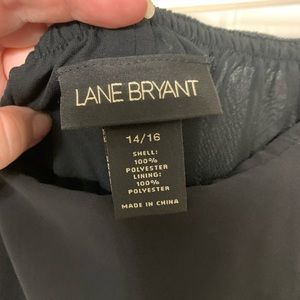 LANE BRYANT
14/16
SHELL:
100%
POLYESTER
LINING:
100%
POLYESTER
MADE IN CHINA